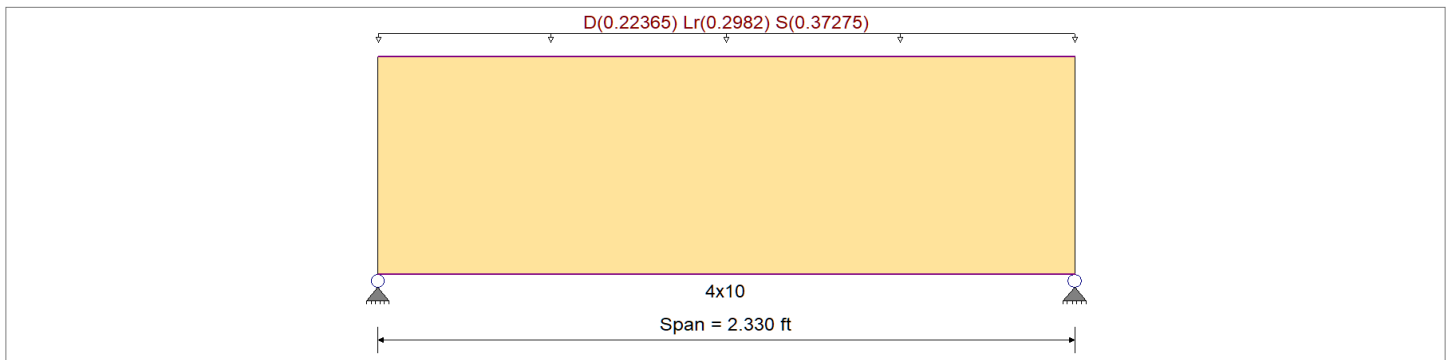 D(0.22365) Lr(0.2982) S(0.37275)
4x10
Span = 2.330 ft